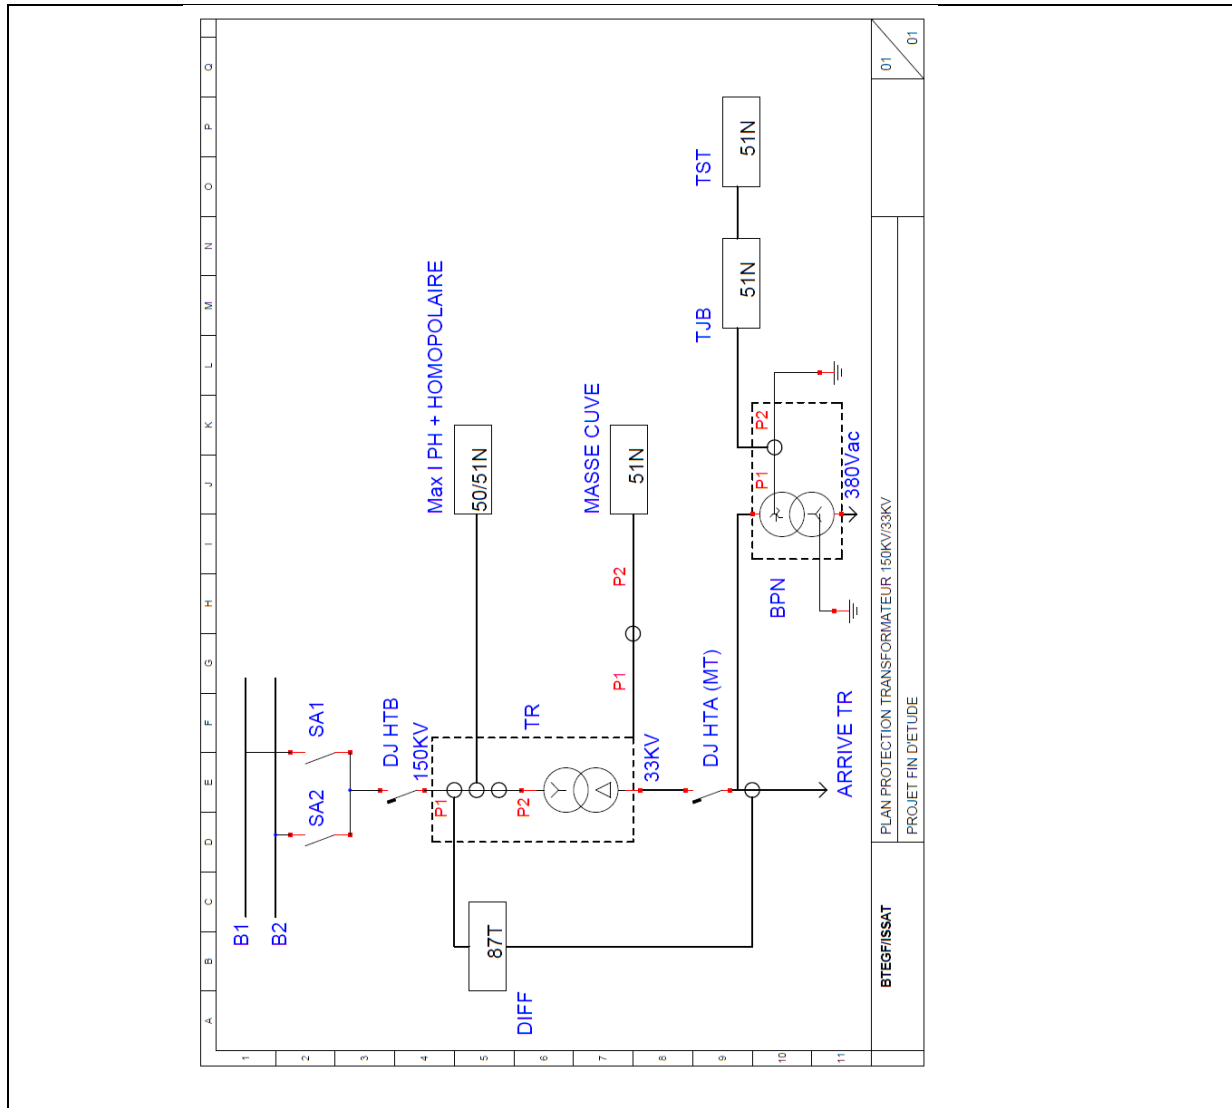 Q
P
O
N
M
L
K
J
I
H
G
F
E
D
C
B
A
1
2
3
4
5
6
7
8
9
10
11
B1
B2
SA1
SA2
DJ HTB
150KV
P1
P2
TR
33KV
DJ HTA (MT)
ARRIVE TR
87T
DIFF
Max I PH + HOMOPOLAIRE
50/51N
MASSE CUVE
51N
P1
P2
TST
51N
TJB
51N
P1
P2
BPN
380Vac
PLAN PROTECTION TRANSFORMATEUR 150KV/33KV
PROJET FIN D'ETUDE
BTEGF/ISSAT
01
01